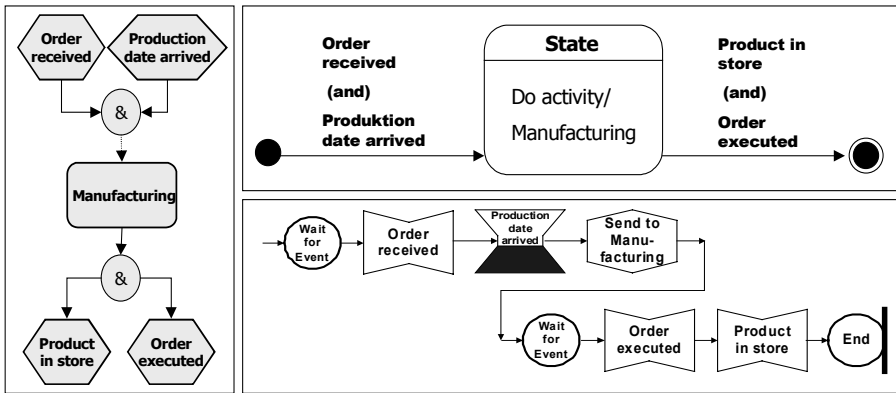 Order
received
Production
date arrived
&
Manufacturing
&
Product
in store
Order
executed
Order
received
(and)
Produktion
date arrived
State
Do activity/
Manufacturing
Product in
store
(and)
Order
executed
Wait
for
Event
Order
received
Production
date
arrived
Send to
Manu-
facturing
Wait
for
Event
Order
executed
Product
in store
End